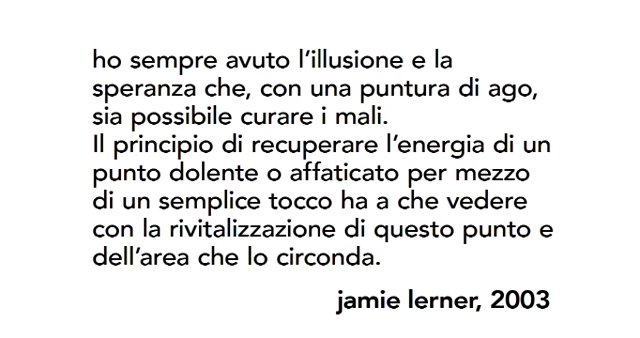 ho sempre avuto l'illusione e la
speranza che, con una puntura di ago,
sia possibile curare i mali.
Il principio di recuperare l'energia di un
punto dolente o affaticato per mezzo
di un semplice tocco ha a che vedere
con la rivitalizzazione di questo punto e
dell'area che lo circonda.
jamie lerner, 2003